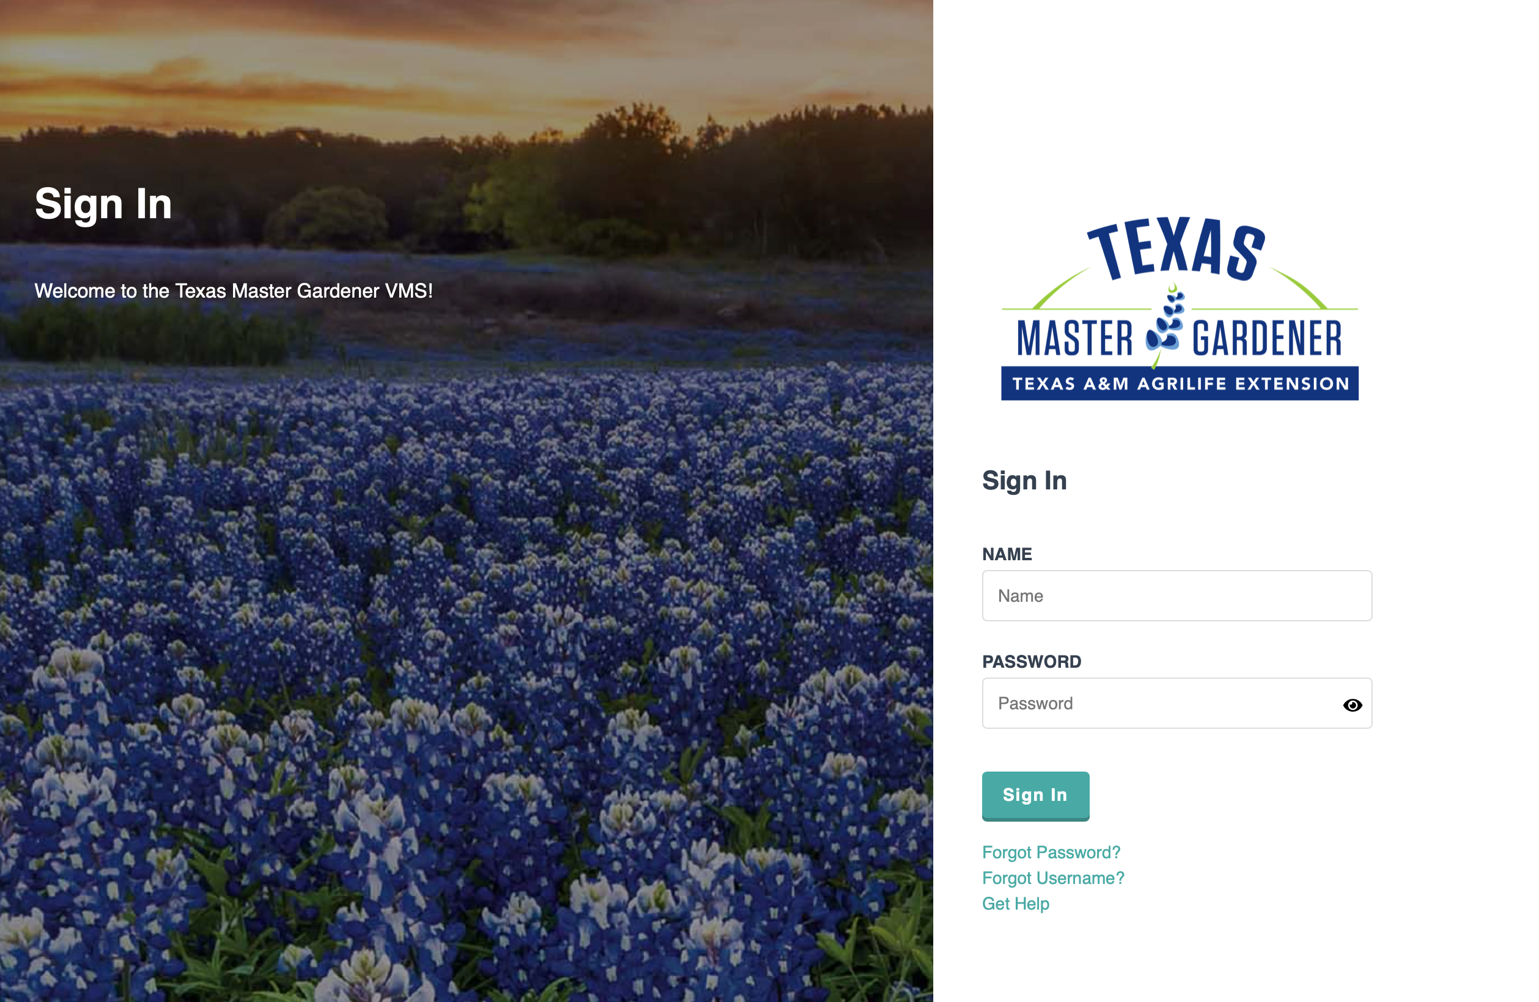 Sign In
Welcome to the Texas Master Gardener VMS!
TEXAS
MASTER GARDENER
TEXAS A&M AGRILIFE EXTENSION
Sign In
NAME
Name
PASSWORD
Password
Sign In
Forgot Password?
Forgot Username?
Get Help